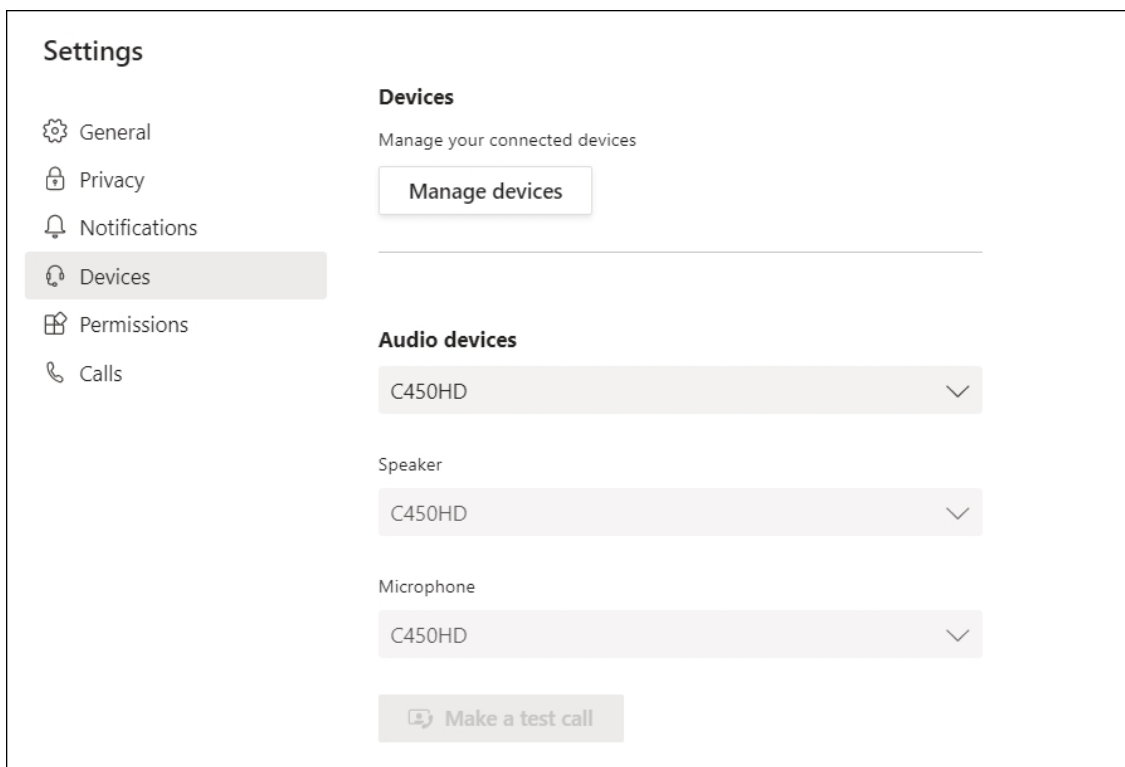 Settings
General
Privacy
Notifications
Devices
Permissions
Calls
Devices
Manage your connected devices
Manage devices
Audio devices
C450HD
Speaker
C450HD
Microphone
C450HD
Make a test call